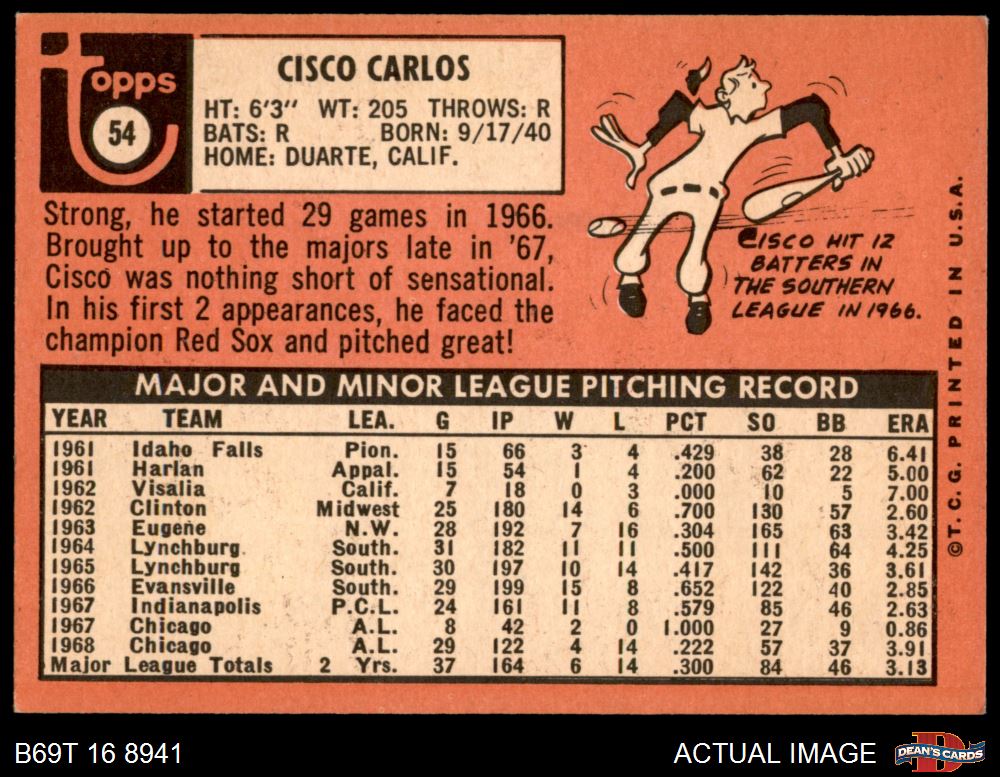 Topps
54
CISCO CARLOS
HT: 6'3" WT: 205 THROWS: R
BATS: R BORN: 9/17/40
HOME: DUARTE, CALIF.
Strong, he started 29 games in 1966.
Brought up to the majors late in '67,
Cisco was nothing short of sensational.
In his first 2 appearances, he faced the
champion Red Sox and pitched great!
CISCO HIT 12
BATTERS IN
THE SOUTHERN
LEAGUE IN 1966.
©T.C.G. PRINTED IN U.S.A.
MAJOR AND MINOR LEAGUE PITCHING RECORD
YEAR TEAM LEA. G IP W L PCT SO BB ERA
1961 Idaho Falls Pion. 15 66 3 4 .429 38 28 6.41
1961 Harlan Appal. 15 54 1 4 .200 62 22 5.00
1962 Visalia Calif. 7 18 0 3 .000 10 5 7.00
1962 Clinton Midwest 25 180 14 6 .700 130 57 2.60
1963 Eugene N.W. 28 192 7 16 .304 165 63 3.42
1964 Lynchburg South. 31 182 11 11 .500 111 64 4.25
1965 Lynchburg South. 30 197 10 14 .417 142 36 3.61
1966 Evansville South. 29 199 15 8 .652 122 40 2.85
1967 Indianapolis P.C.L. 24 161 11 8 .579 85 46 2.63
1967 Chicago A.L. 8 42 2 0 1.000 27 9 0.86
1968 Chicago A.L. 29 122 4 14 .222 57 37 3.91
Major League Totals 2 Yrs. 37 164 6 14 .300 84 46 3.13
B69T 16 8941
ACTUAL IMAGE
DEAN'S CARDS